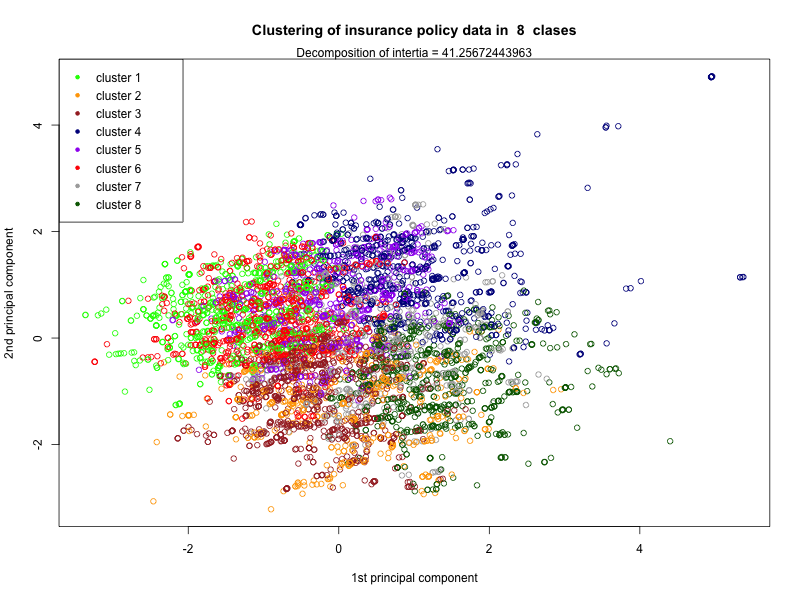 Clustering of insurance policy data in  8  clases
Decomposition of intertia = 41.25672443963
cluster 1
cluster 2
cluster 3
cluster 4
cluster 5
cluster 6
cluster 7
cluster 8
2nd principal component
4
2
0
-2
-2 0 2 4
1st principal component